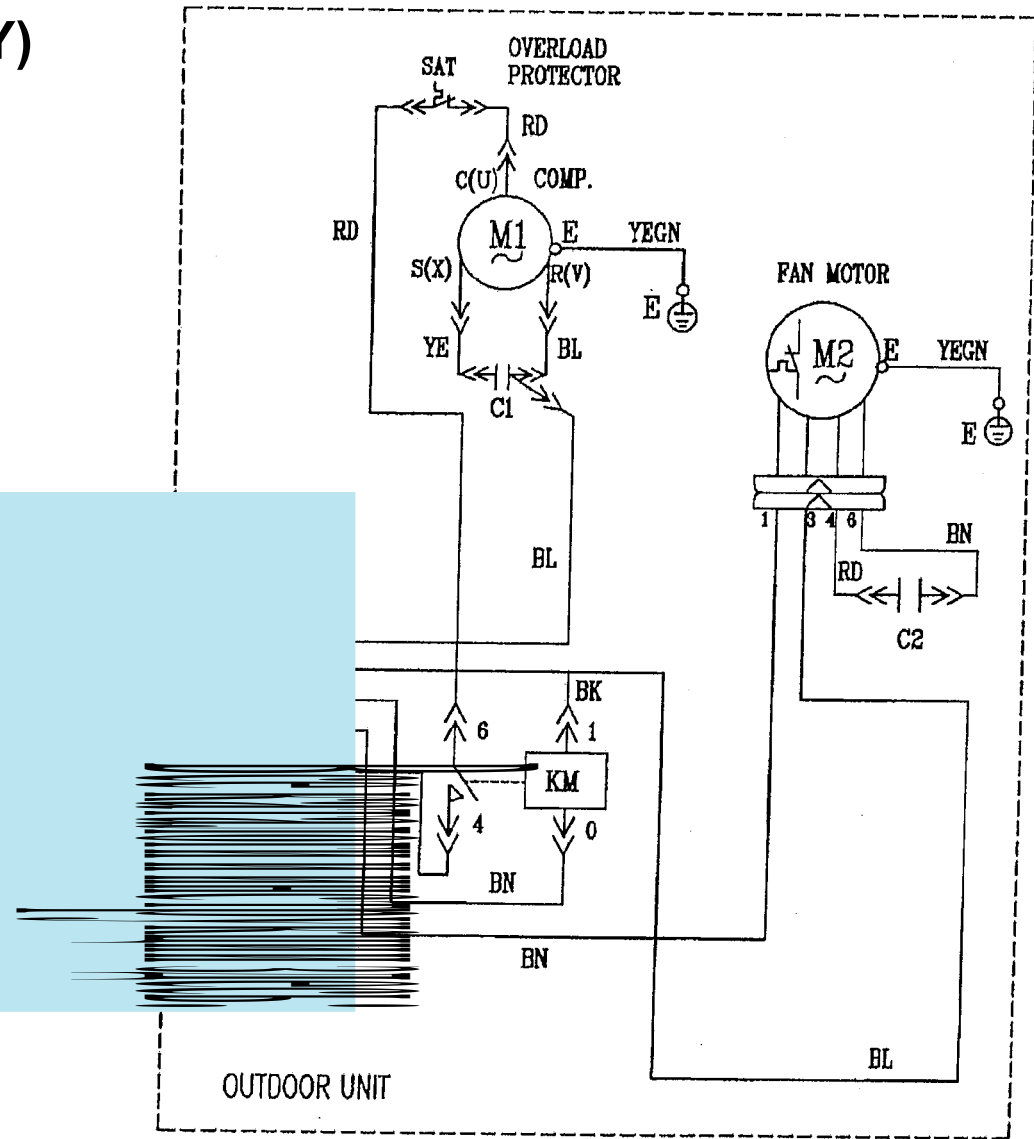 Y)
OVERLOAD
PROTECTOR
SAT
RD
C(U)
COMP.
RD
M1
E
YEGN
S(X)
R(V)
E
FAN MOTOR
YE
BL
C1
M2
E
YEGN
E
1
3
4
6
BN
BL
RD
C2
BK
6
1
KM
4
0
BN
BN
BL
OUTDOOR UNIT